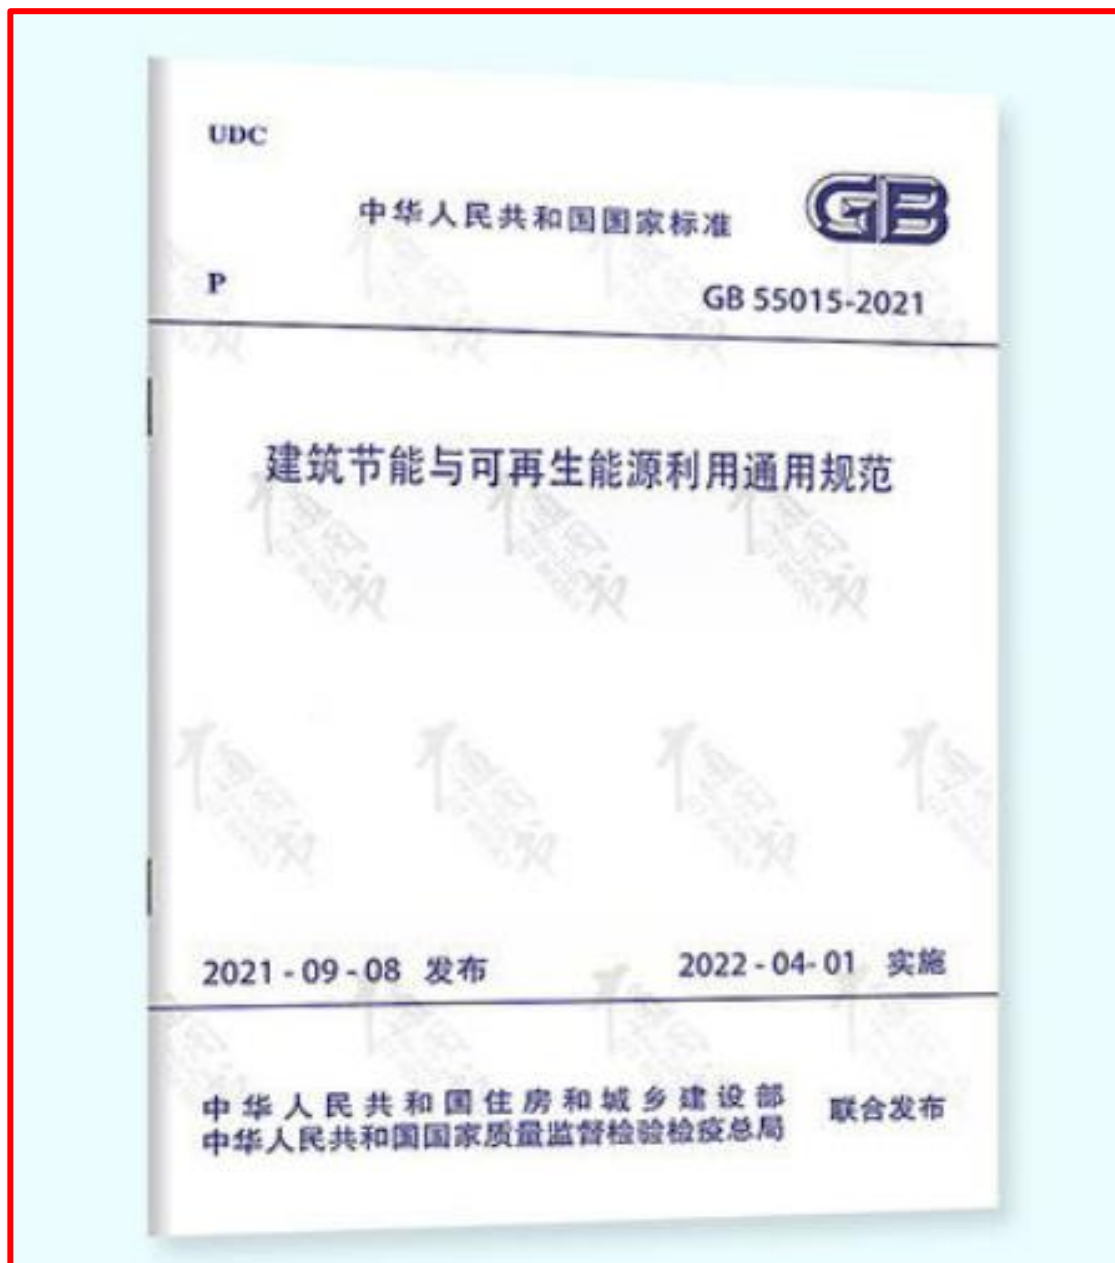 UDC
中华人民共和国国家标准
GB
P
GB 55015-2021
建筑节能与可再生能源利用通用规范
2021 - 09 - 08 发布
2022 - 04- 01 实施
中华人民共和国住房和城乡建设部
中华人民共和国国家质量监督检验检疫总局
联合发布